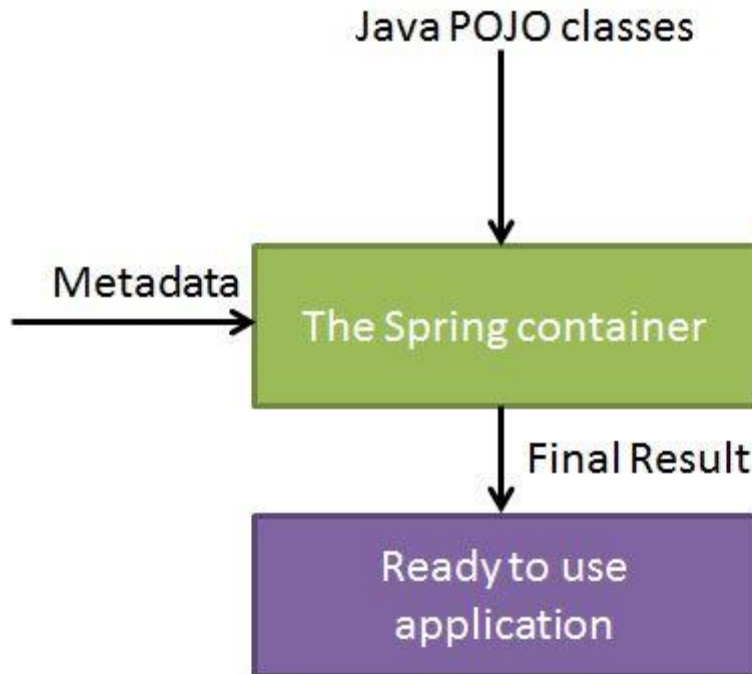 Java POJO classes
Metadata
The Spring container
Final Result
Ready to use
application